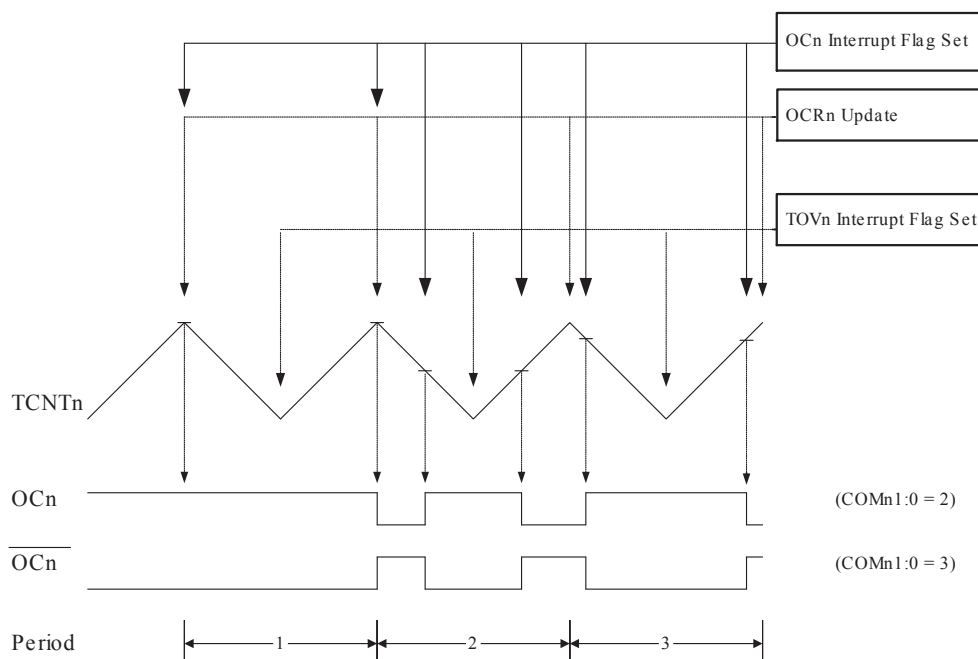 OCn Interrupt Flag Set
OCRn Update
TOVn Interrupt Flag Set
TCNTn
OCn
(COMn1:0 = 2)
OCn
(COMn1:0 = 3)
Period
1
2
3